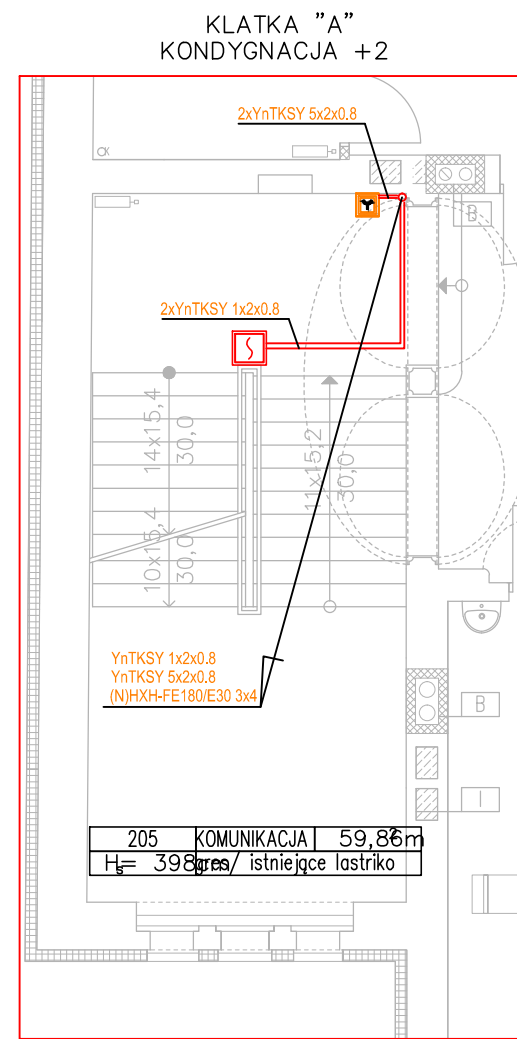 KLATKA "A"
KONDYGNACJA +2
2xYnTKSY 5x2x0.8
B
2xYnTKSY 1x2x0.8
14x15,4
30,0
11x15,2
30,0
10x15,4
30,0
YnTKSY 1x2x0.8
YnTKSY 5x2x0.8
(N)HXH-FE180/E30 3x4
B
I
205 KOMUNIKACJA 59,86m2
Hś= 398cm gres/ istniejące lastriko